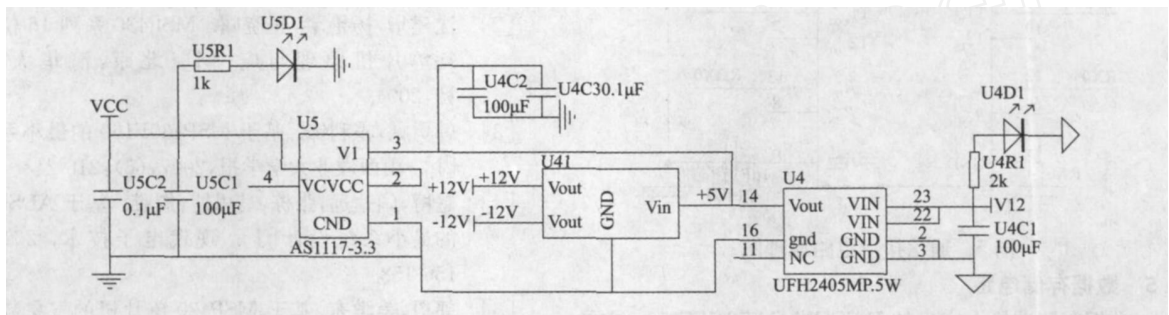 U5D1
U5R1
1k
VCC
U5C2
0.1μF
U5C1
100μF
U5
4
V1
VCVCC
CND
AS1117-3.3
3
2
1
U4C2
100μF
U4C30.1μF
+12V
+12V
-12V
-12V
U41
Vout
Vout
GND
Vin
+5V
14
16
11
U4
Vout
gnd
NC
VIN
VIN
GND
GND
UFH2405MP.5W
23
22
2
3
U4D1
U4R1
2k
V12
U4C1
100μF